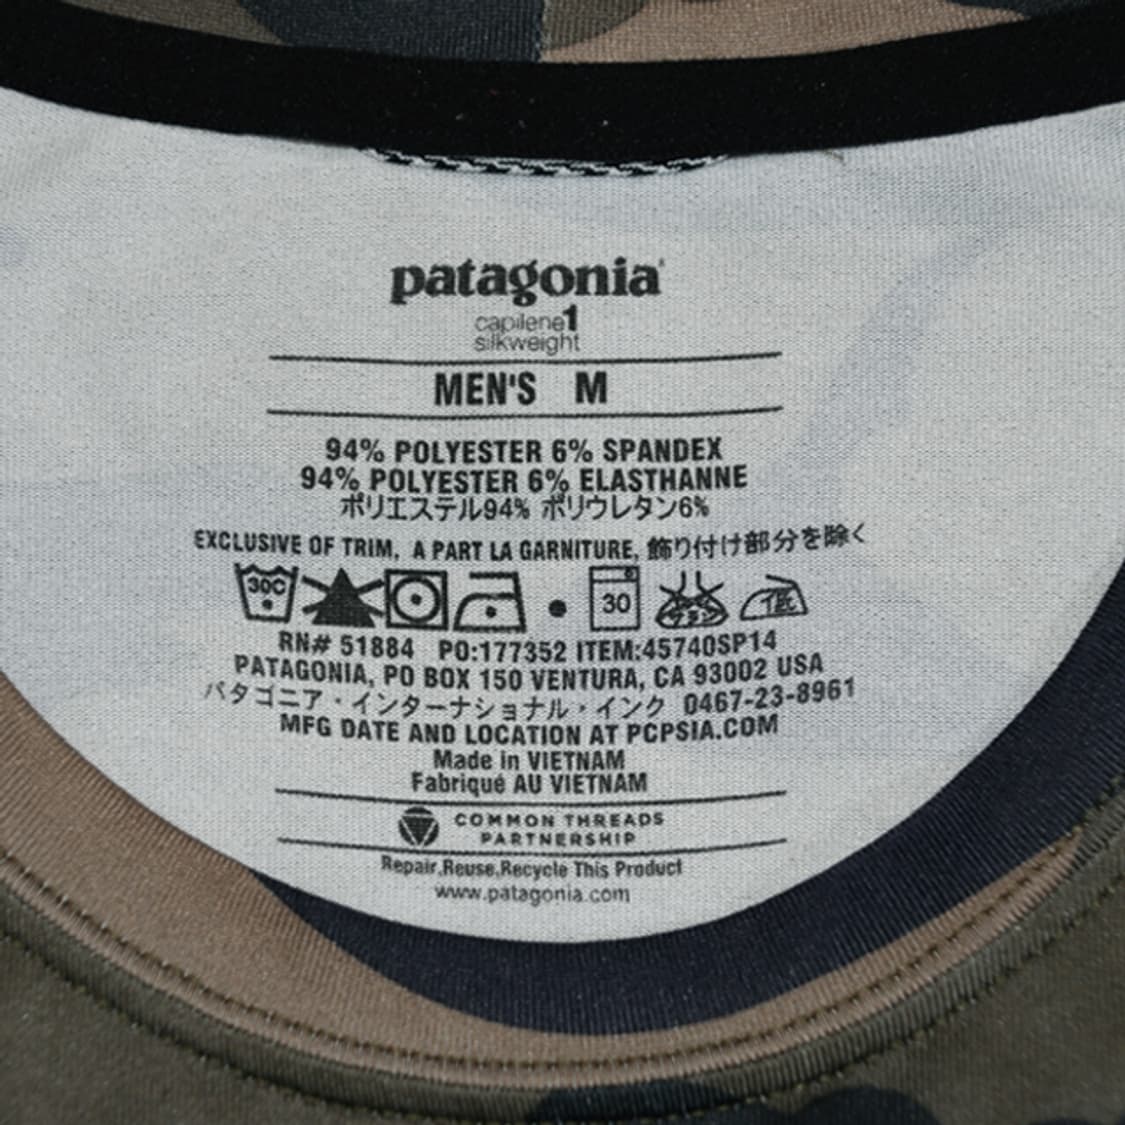 patagonia
capilene1
silkweight
MEN'S M
94% POLYESTER 6% SPANDEX
94% POLYESTER 6% ELASTHANNE
ポリエステル94% ポリウレタン6%
EXCLUSIVE OF TRIM, A PART LA GARNITURE, 飾り付け部分を除く
30C 30 低
RN# 51884 PO:177352 ITEM:45740SP14
PATAGONIA, PO BOX 150 VENTURA, CA 93002 USA
パタゴニア・インターナショナル・インク 0467-23-8961
MFG DATE AND LOCATION AT PCPSIA.COM
Made in VIETNAM
Fabriqué AU VIETNAM
COMMON THREADS
PARTNERSHIP
Repair,Reuse,Recycle This Product
www.patagonia.com